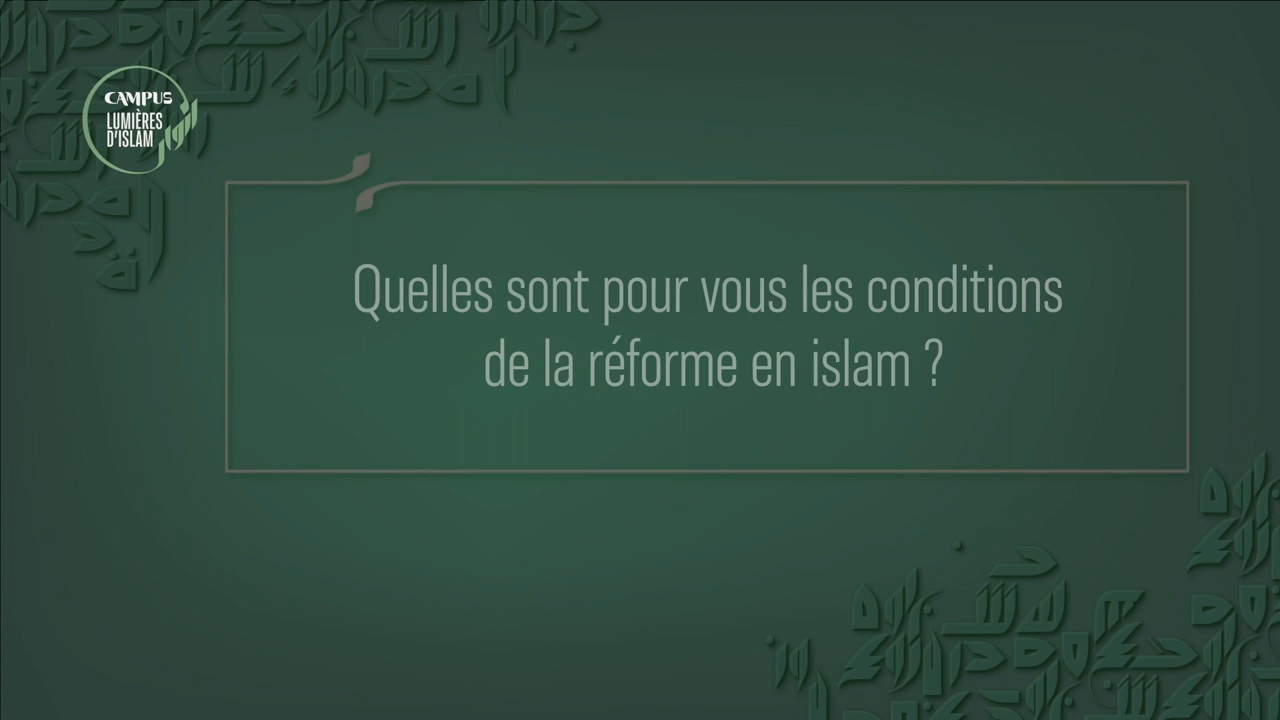 CAMPUS
LUMIÈRES
D'ISLAM
Quelles sont pour vous les conditions
de la réforme en islam ?